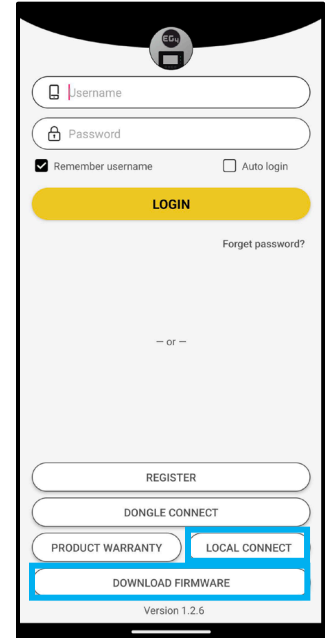 EG4
Username
Password
Remember username Auto login
LOGIN
Forget password?
— or —
REGISTER
DONGLE CONNECT
PRODUCT WARRANTY LOCAL CONNECT
DOWNLOAD FIRMWARE
Version 1.2.6